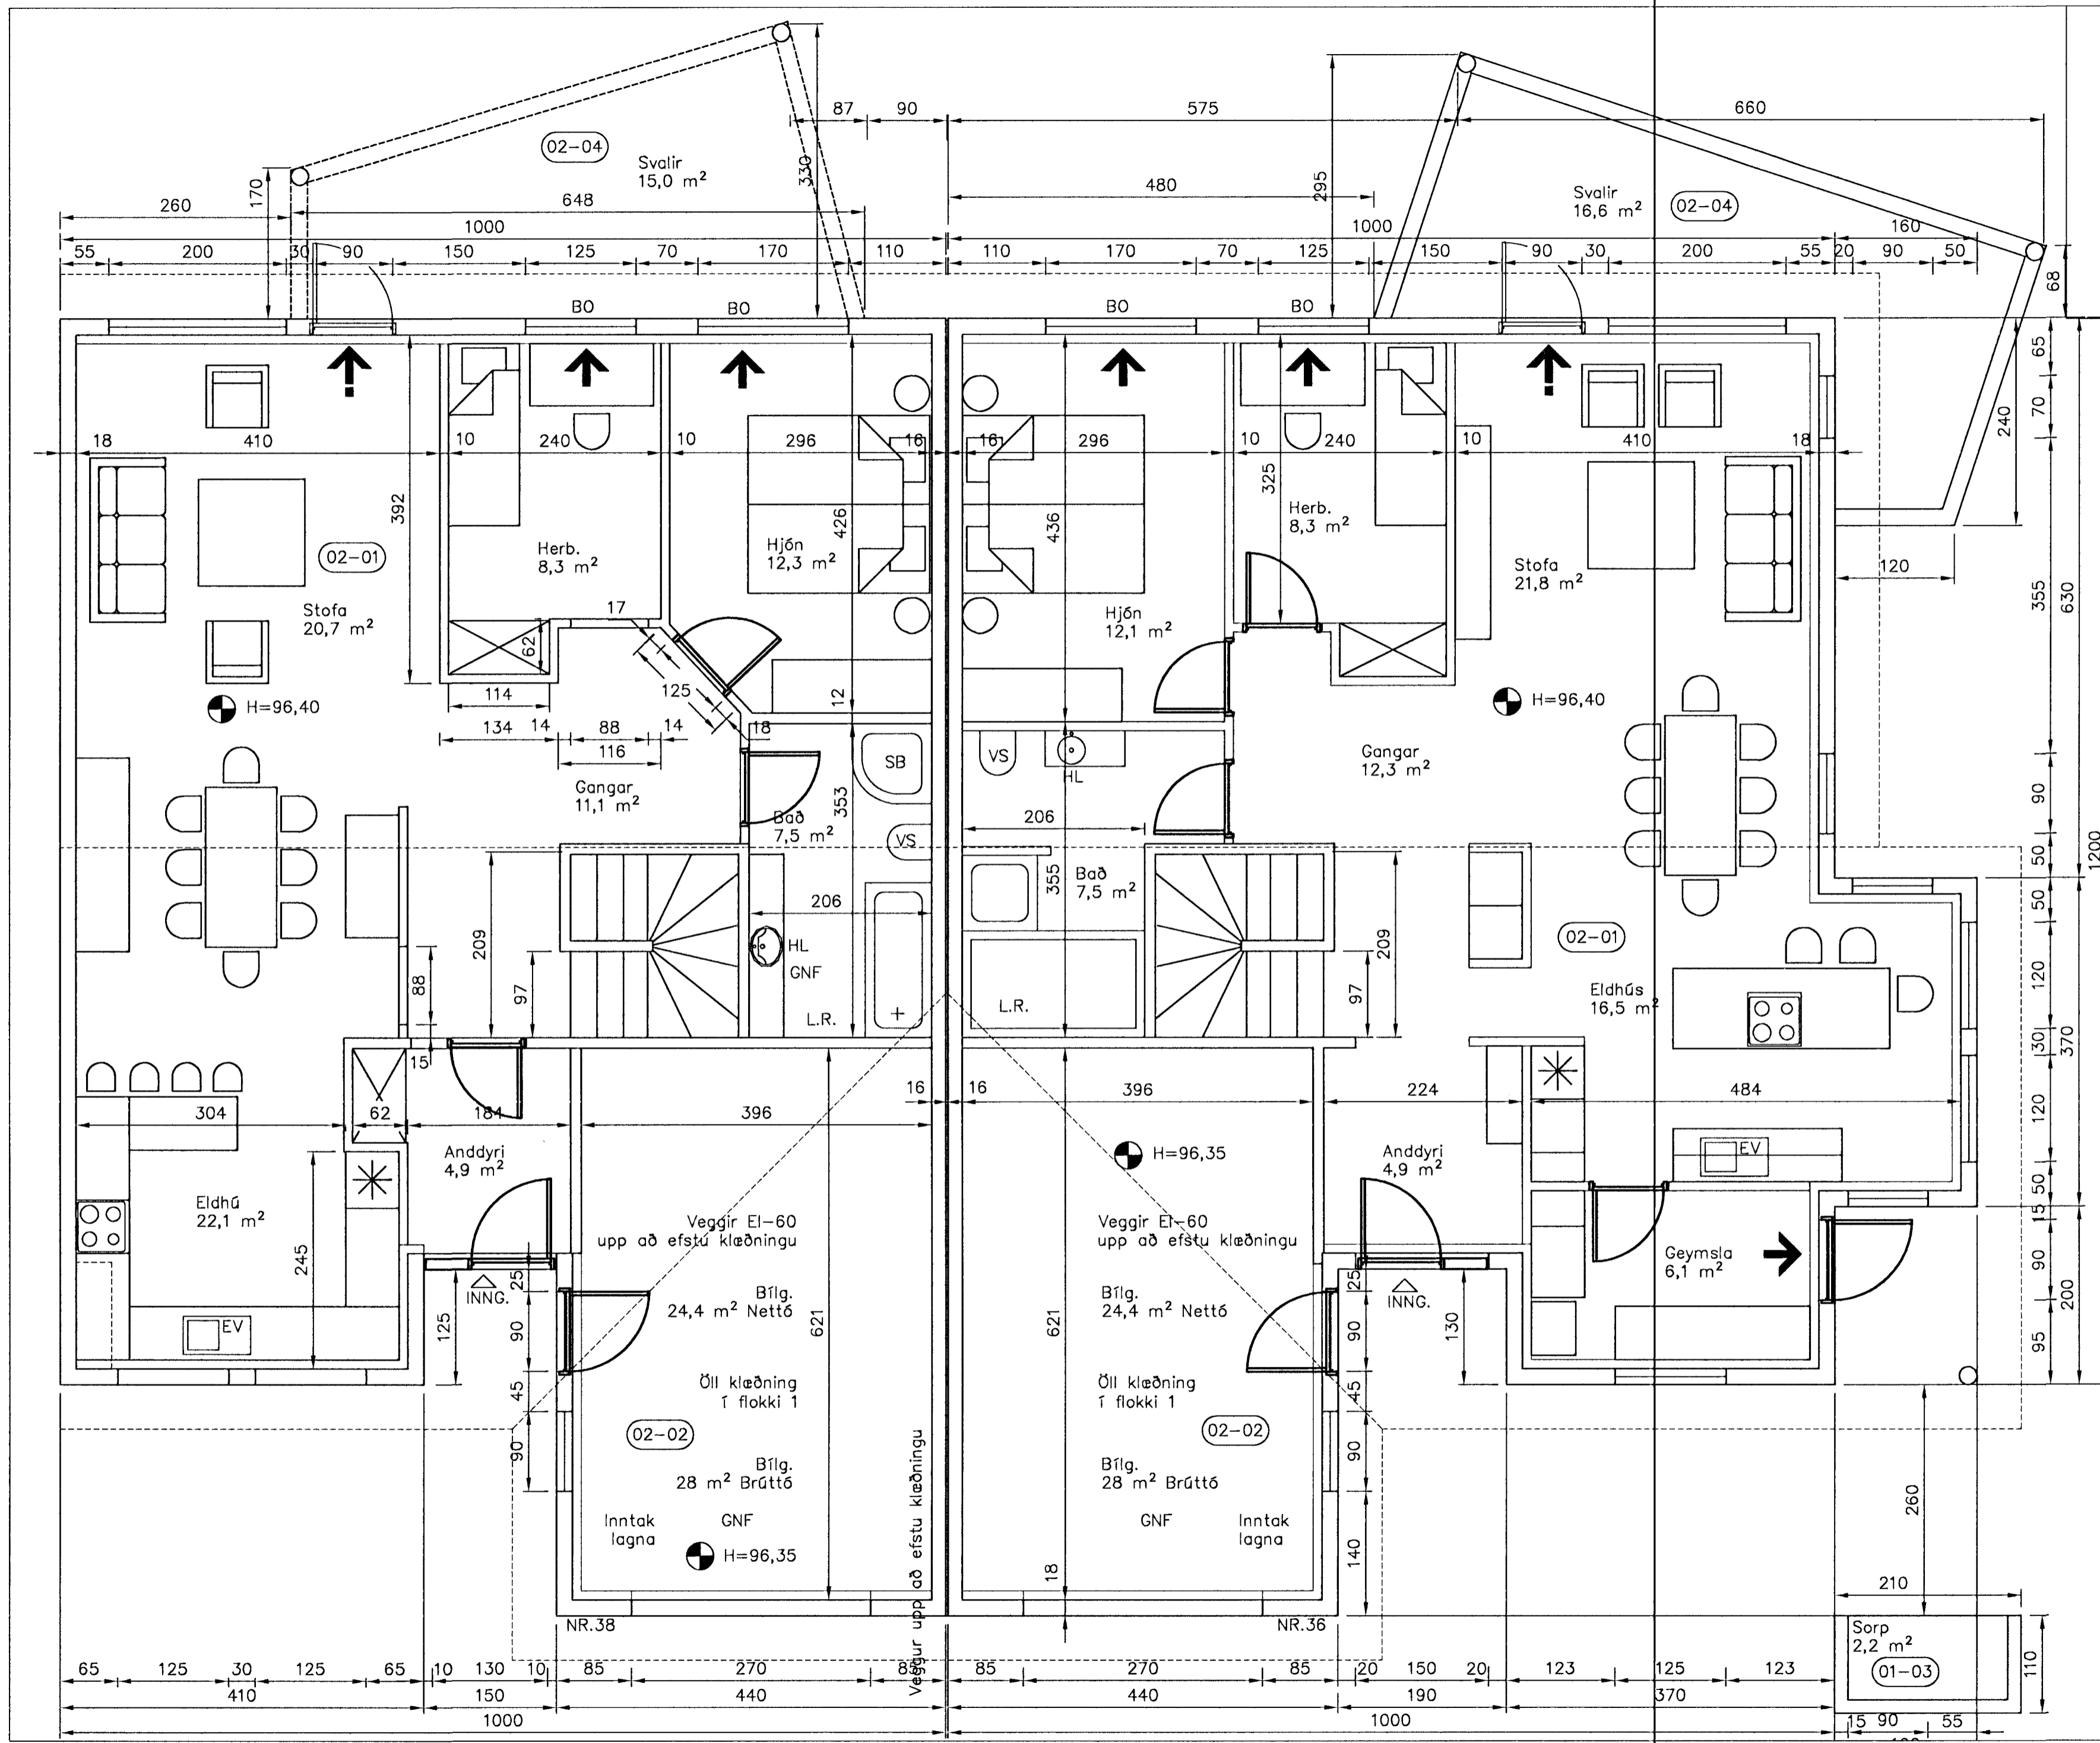 87 90 575 660
02-04
Svalir
15,0 m²
330
170
295
480
Svalir
16,6 m²
02-04
260 648
1000 1000 160
55 200 30 90 150 125 70 170 110 110 170 70 125 150 90 30 200 55 20 90 50
68
BO BO BO BO
65
70
240
18 410 10 240 10 296 16 16 296 10 240 10 410 18
392
426
436
325
Herb.
8,3 m²
Hjón
12,3 m²
Herb.
8,3 m²
02-01
Stofa
20,7 m²
Stofa
21,8 m²
120
355
630
17
62
Hjón
12,1 m²
125
114
12
H=96,40
H=96,40
134 14 88 14 18
116
Gangar
11,1 m²
SB
VS
HL
Gangar
12,3 m²
353
Bað
7,5 m²
VS
206
90
50
1200
355
Bað
7,5 m²
206
209
209
50
02-01
HL
GNF
88
97
97
120
Eldhús
16,5 m²
L.R.
L.R.
15
30
370
16 16
304 62 184 396 396 224 484
120
Anddyri
4,9 m²
H=96,35
Anddyri
4,9 m²
EV
50
15
Eldhú
22,1 m²
245
Veggir EI-60
upp að efstu klæðningu
Veggir EI-60
upp að efstu klæðningu
Geymsla
6,1 m²
90
200
25
25
INNG.
INNG.
Bílg.
24,4 m² Nettó
Bílg.
24,4 m² Nettó
EV
125
90
621
621
90
130
95
Öll klæðning
í flokki 1
Öll klæðning
í flokki 1
45
45
02-02
02-02
90
90
Bílg.
28 m² Brúttó
Bílg.
28 m² Brúttó
260
Inntak
lagna
GNF
GNF
Inntak
lagna
H=96,35
140
18
Veggur upp að efstu klæðningu
210
NR.38
NR.36
Sorp
2,2 m²
01-03
110
65 125 30 125 65 10 130 10 85 270 85 85 270 85 20 150 20 123 125 123
410 150 440 440 190 370
1000 1000
15 90 55